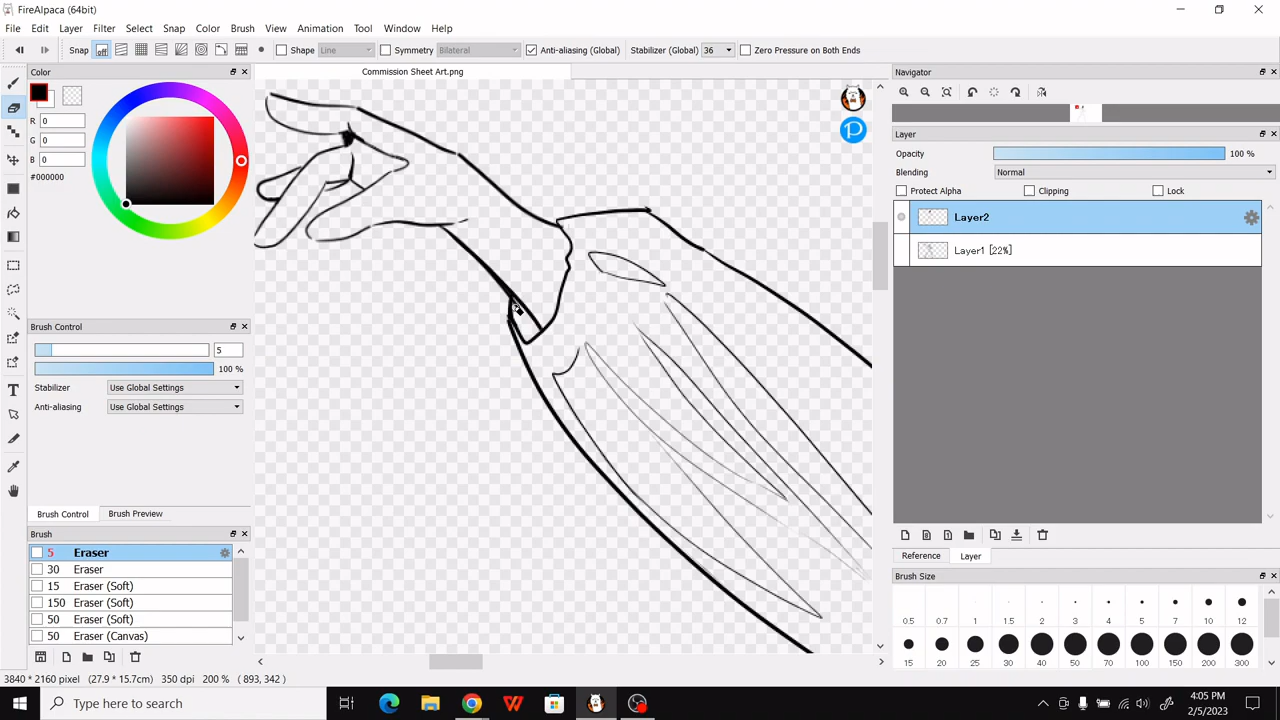 FireAlpaca (64bit)
File Edit Layer Filter Select Snap Color Brush View Animation Tool Window Help
Snap off Shape Line Symmetry Bilateral Anti-aliasing (Global) Stabilizer (Global) 36 Zero Pressure on Both Ends
Color
R 0
G 0
B 0
#000000
Brush Control
5
100 %
Stabilizer Use Global Settings
Anti-aliasing Use Global Settings
Brush Control Brush Preview
Brush
5 Eraser
30 Eraser
15 Eraser (Soft)
150 Eraser (Soft)
50 Eraser (Soft)
50 Eraser (Canvas)
Commission Sheet Art.png
P
Navigator
Layer
Opacity 100 %
Blending Normal
Protect Alpha Clipping Lock
Layer2
Layer1 [22%]
Reference Layer
Brush Size
0.5 0.7 1 1.5 2 3 4 5 7 10 12
15 20 25 30 40 50 70 100 150 200 300
3840 * 2160 pixel (27.9 * 15.7cm) 350 dpi 200 % ( 893, 342 )
Type here to search
4:05 PM
2/5/2023